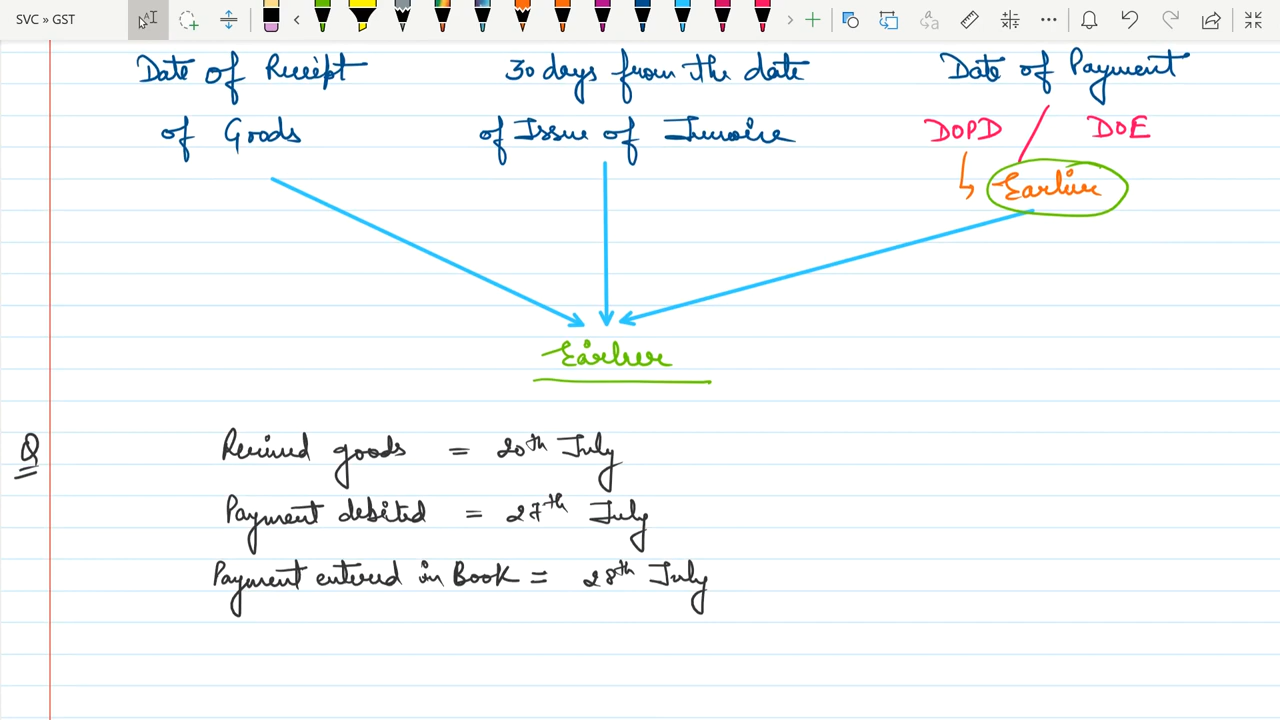 SVC » GST
Date of Receipt
of Goods
30 days from the date
of Issue of Invoice
Date of Payment
DOPD
DOE
Earlier
Earlier
Q
Received goods = 20th July
Payment debited = 27th July
Payment entered in Book = 28th July